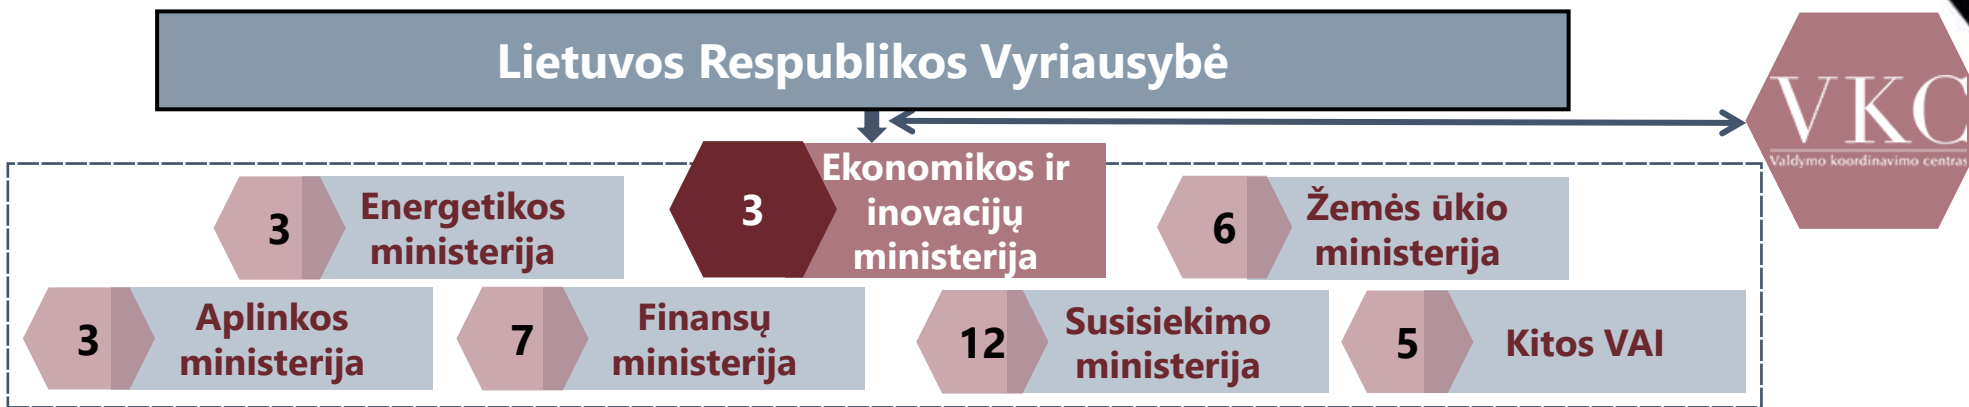 Lietuvos Respublikos Vyriausybė
VKC
Valdymo koordinavimo centras
3
Energetikos
ministerija
3
Ekonomikos ir
inovacijų
ministerija
6
Žemės ūkio
ministerija
3
Aplinkos
ministerija
7
Finansų
ministerija
12
Susisiekimo
ministerija
5
Kitos VAI